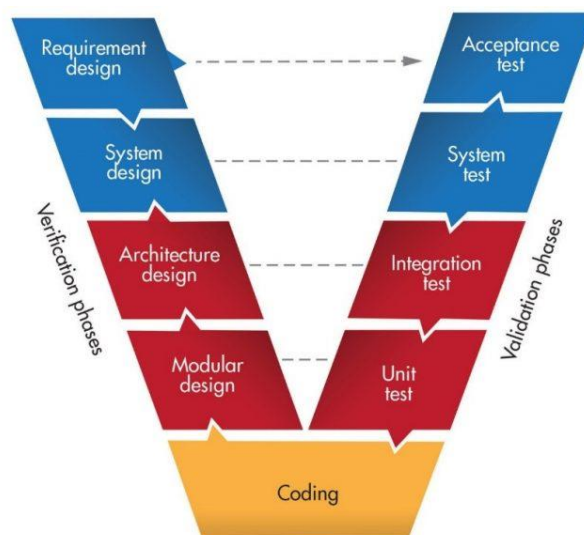 Requirement
design
Acceptance
test
System
design
System
test
Architecture
design
Integration
test
Modular
design
Unit
test
Coding
Verification phases
Validation phases